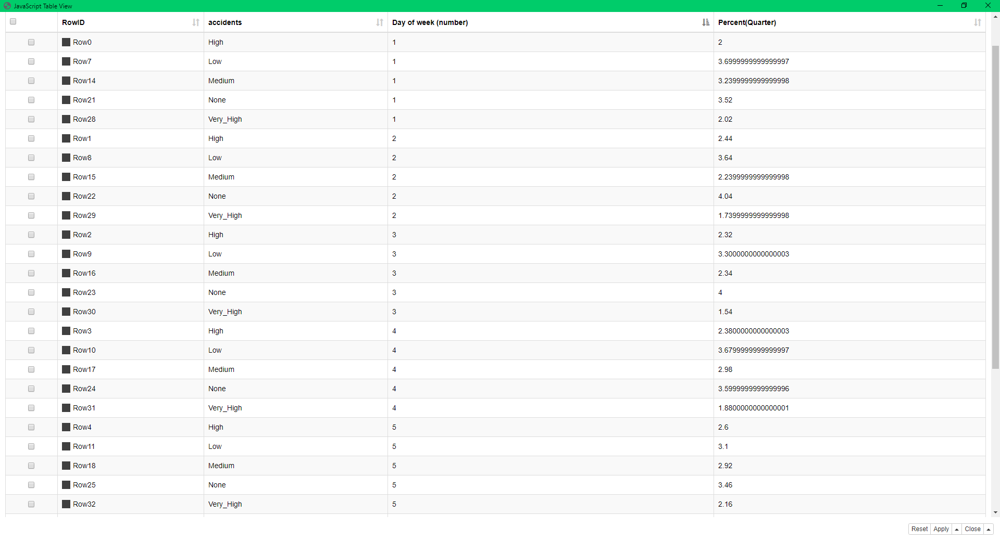 JavaScript Table View
RowID accidents Day of week (number) Percent(Quarter)
Row0 High 1 2
Row7 Low 1 3.6999999999999997
Row14 Medium 1 3.2399999999999998
Row21 None 1 3.52
Row28 Very_High 1 2.02
Row1 High 2 2.44
Row8 Low 2 3.64
Row15 Medium 2 2.2399999999999998
Row22 None 2 4.04
Row29 Very_High 2 1.7399999999999998
Row2 High 3 2.32
Row9 Low 3 3.3000000000000003
Row16 Medium 3 2.34
Row23 None 3 4
Row30 Very_High 3 1.54
Row3 High 4 2.3800000000000003
Row10 Low 4 3.6799999999999997
Row17 Medium 4 2.98
Row24 None 4 3.5999999999999996
Row31 Very_High 4 1.8800000000000001
Row4 High 5 2.6
Row11 Low 5 3.1
Row18 Medium 5 2.92
Row25 None 5 3.46
Row32 Very_High 5 2.16
Reset Apply Close